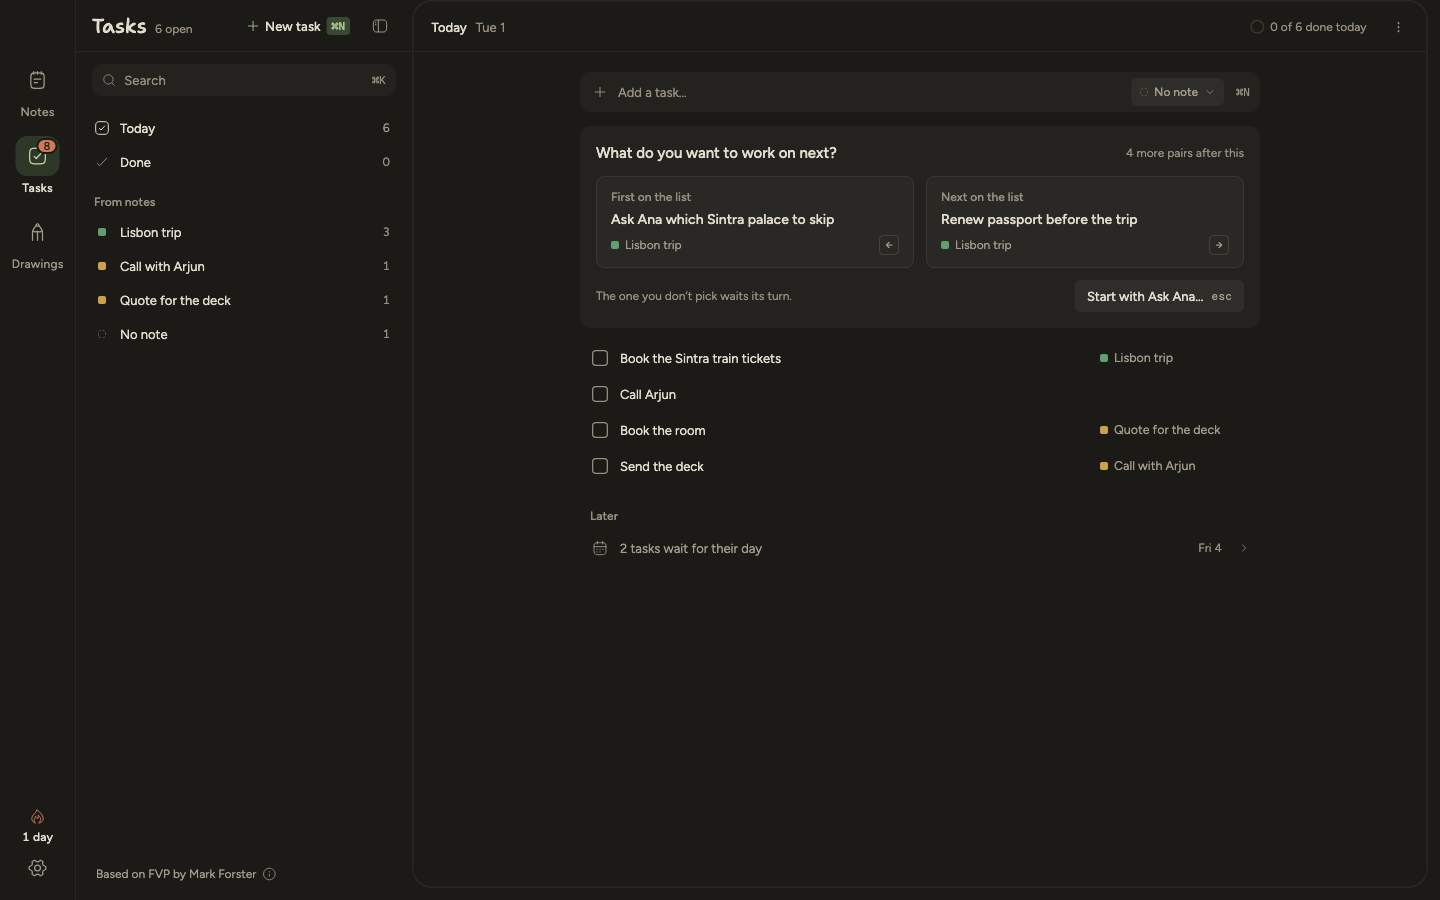 Tasks 6 open
New task ⌘N
Today Tue 1
0 of 6 done today
Notes
8
Tasks
Drawings
Search ⌘K
Today 6
Done 0
From notes
Lisbon trip 3
Call with Arjun 1
Quote for the deck 1
No note 1
Add a task...
No note
⌘N
What do you want to work on next?
4 more pairs after this
First on the list
Ask Ana which Sintra palace to skip
Lisbon trip
Next on the list
Renew passport before the trip
Lisbon trip
The one you don't pick waits its turn.
Start with Ask Ana... esc
Book the Sintra train tickets Lisbon trip
Call Arjun
Book the room Quote for the deck
Send the deck Call with Arjun
Later
2 tasks wait for their day Fri 4
1 day
Based on FVP by Mark Forster